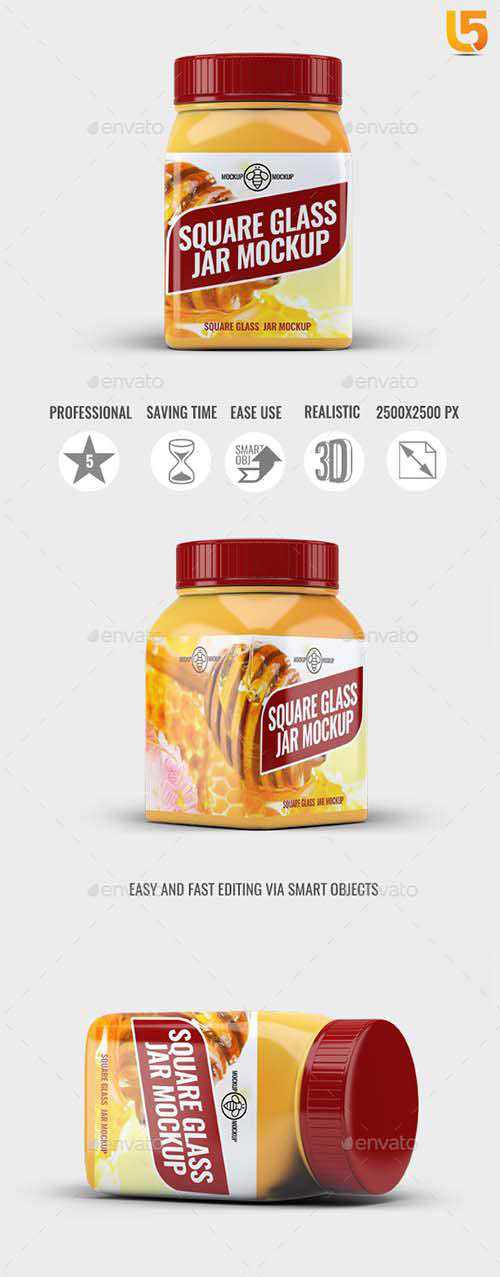 L5
envato envato
MOCKUP MOCKUP
SQUARE GLASS
JAR MOCKUP
SQUARE GLASS JAR MOCKUP
envato envato
PROFESSIONAL SAVING TIME EASE USE REALISTIC 2500X2500 PX
5
SMART
OBJ
3D
envato envato
MOCKUP MOCKUP
MOCKUP MOCKUP
SQUARE GLASS
JAR MOCKUP
SQUARE GLASS JAR MOCKUP
EASY AND FAST EDITING VIA SMART OBJECTS
envato envato
SQUARE GLASS
JAR MOCKUP
SQUARE GLASS JAR MOCKUP
MOCKUP MOCKUP
envato envato